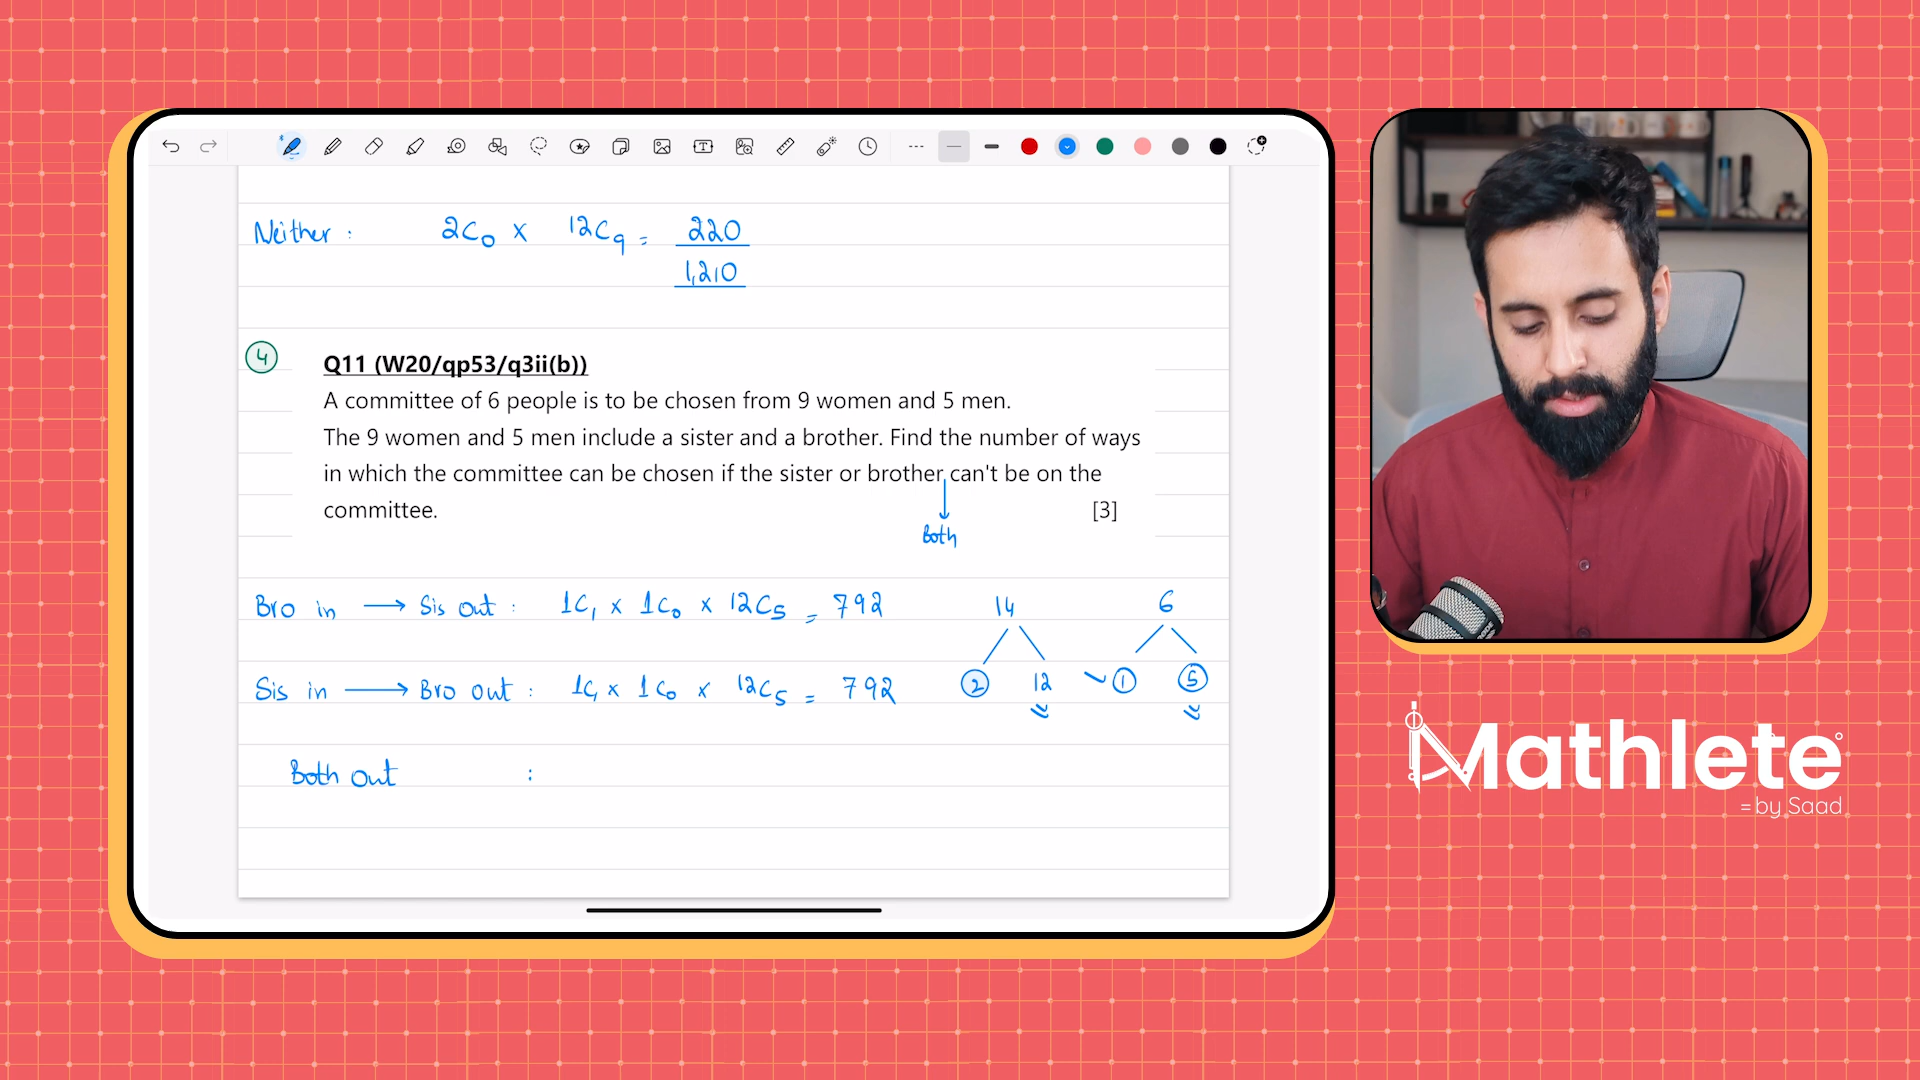 Neither : 2C0 x 12C9 = 220
1,210
4
Q11 (W20/qp53/q3ii(b))
A committee of 6 people is to be chosen from 9 women and 5 men.
The 9 women and 5 men include a sister and a brother. Find the number of ways
in which the committee can be chosen if the sister or brother can't be on the
committee. [3]
Both
Bro in → Sis out : 1C1 x 1C0 x 12C5 = 792
14 6
Sis in → Bro out : 1C1 x 1C0 x 12C5 = 792
2 12 1 5
Both Out :
Mathlete
= by Saad